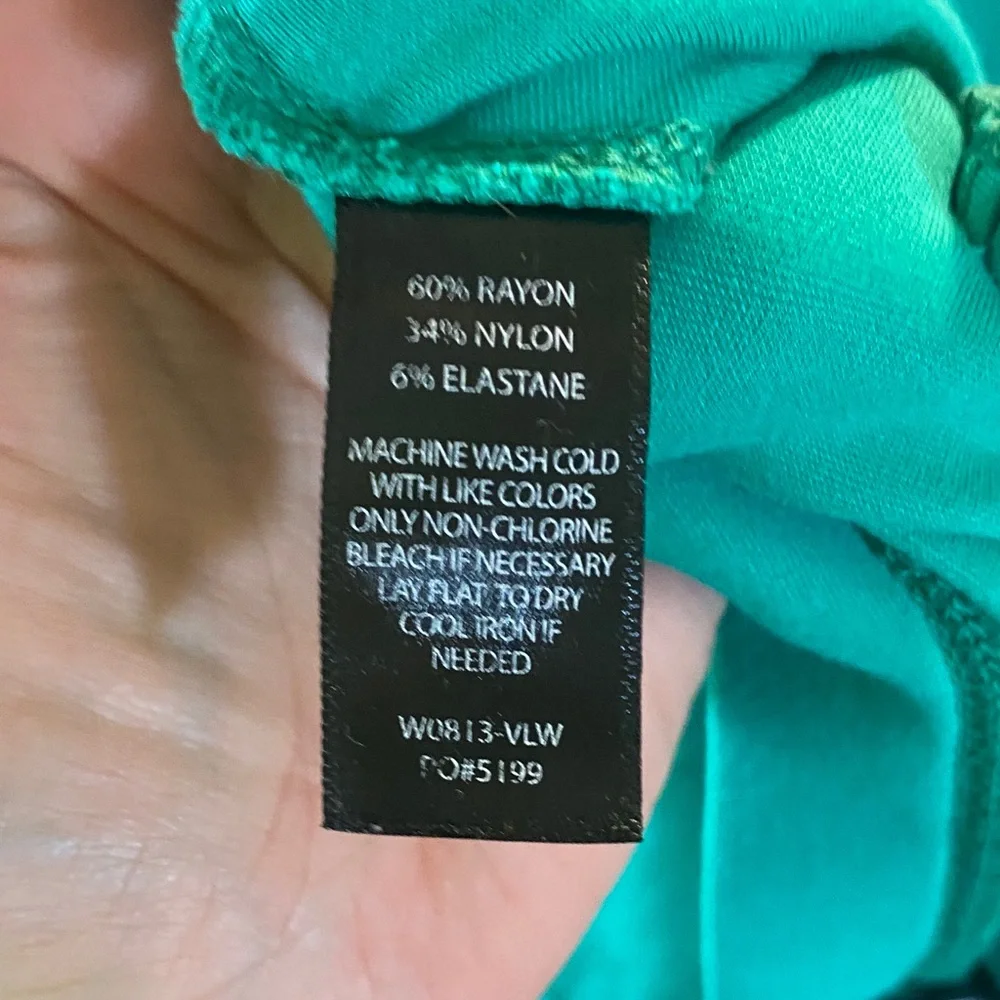 60% RAYON
34% NYLON
6% ELASTANE
MACHINE WASH COLD
WITH LIKE COLORS
ONLY NON-CHLORINE
BLEACH IF NECESSARY
LAY FLAT TO DRY
COOL IRON IF
NEEDED
W0813-VLW
PO#5199